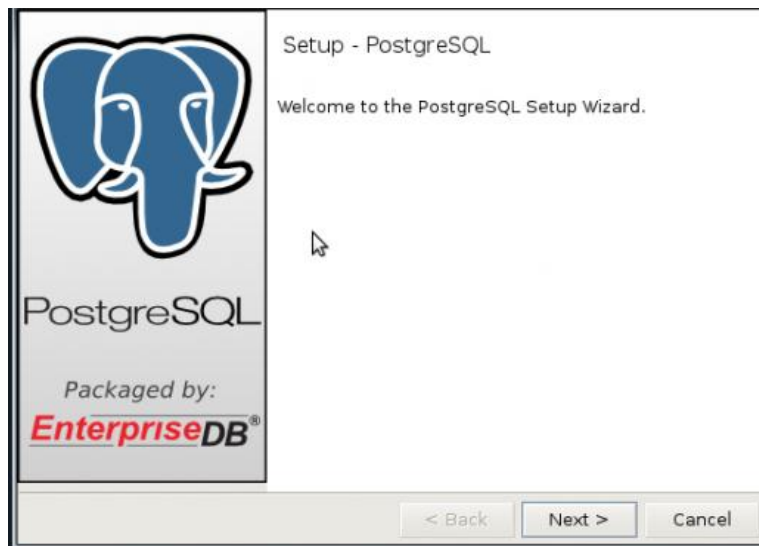 Setup - PostgreSQL
Welcome to the PostgreSQL Setup Wizard.
PostgreSQL
Packaged by:
EnterpriseDB®
< Back
Next >
Cancel